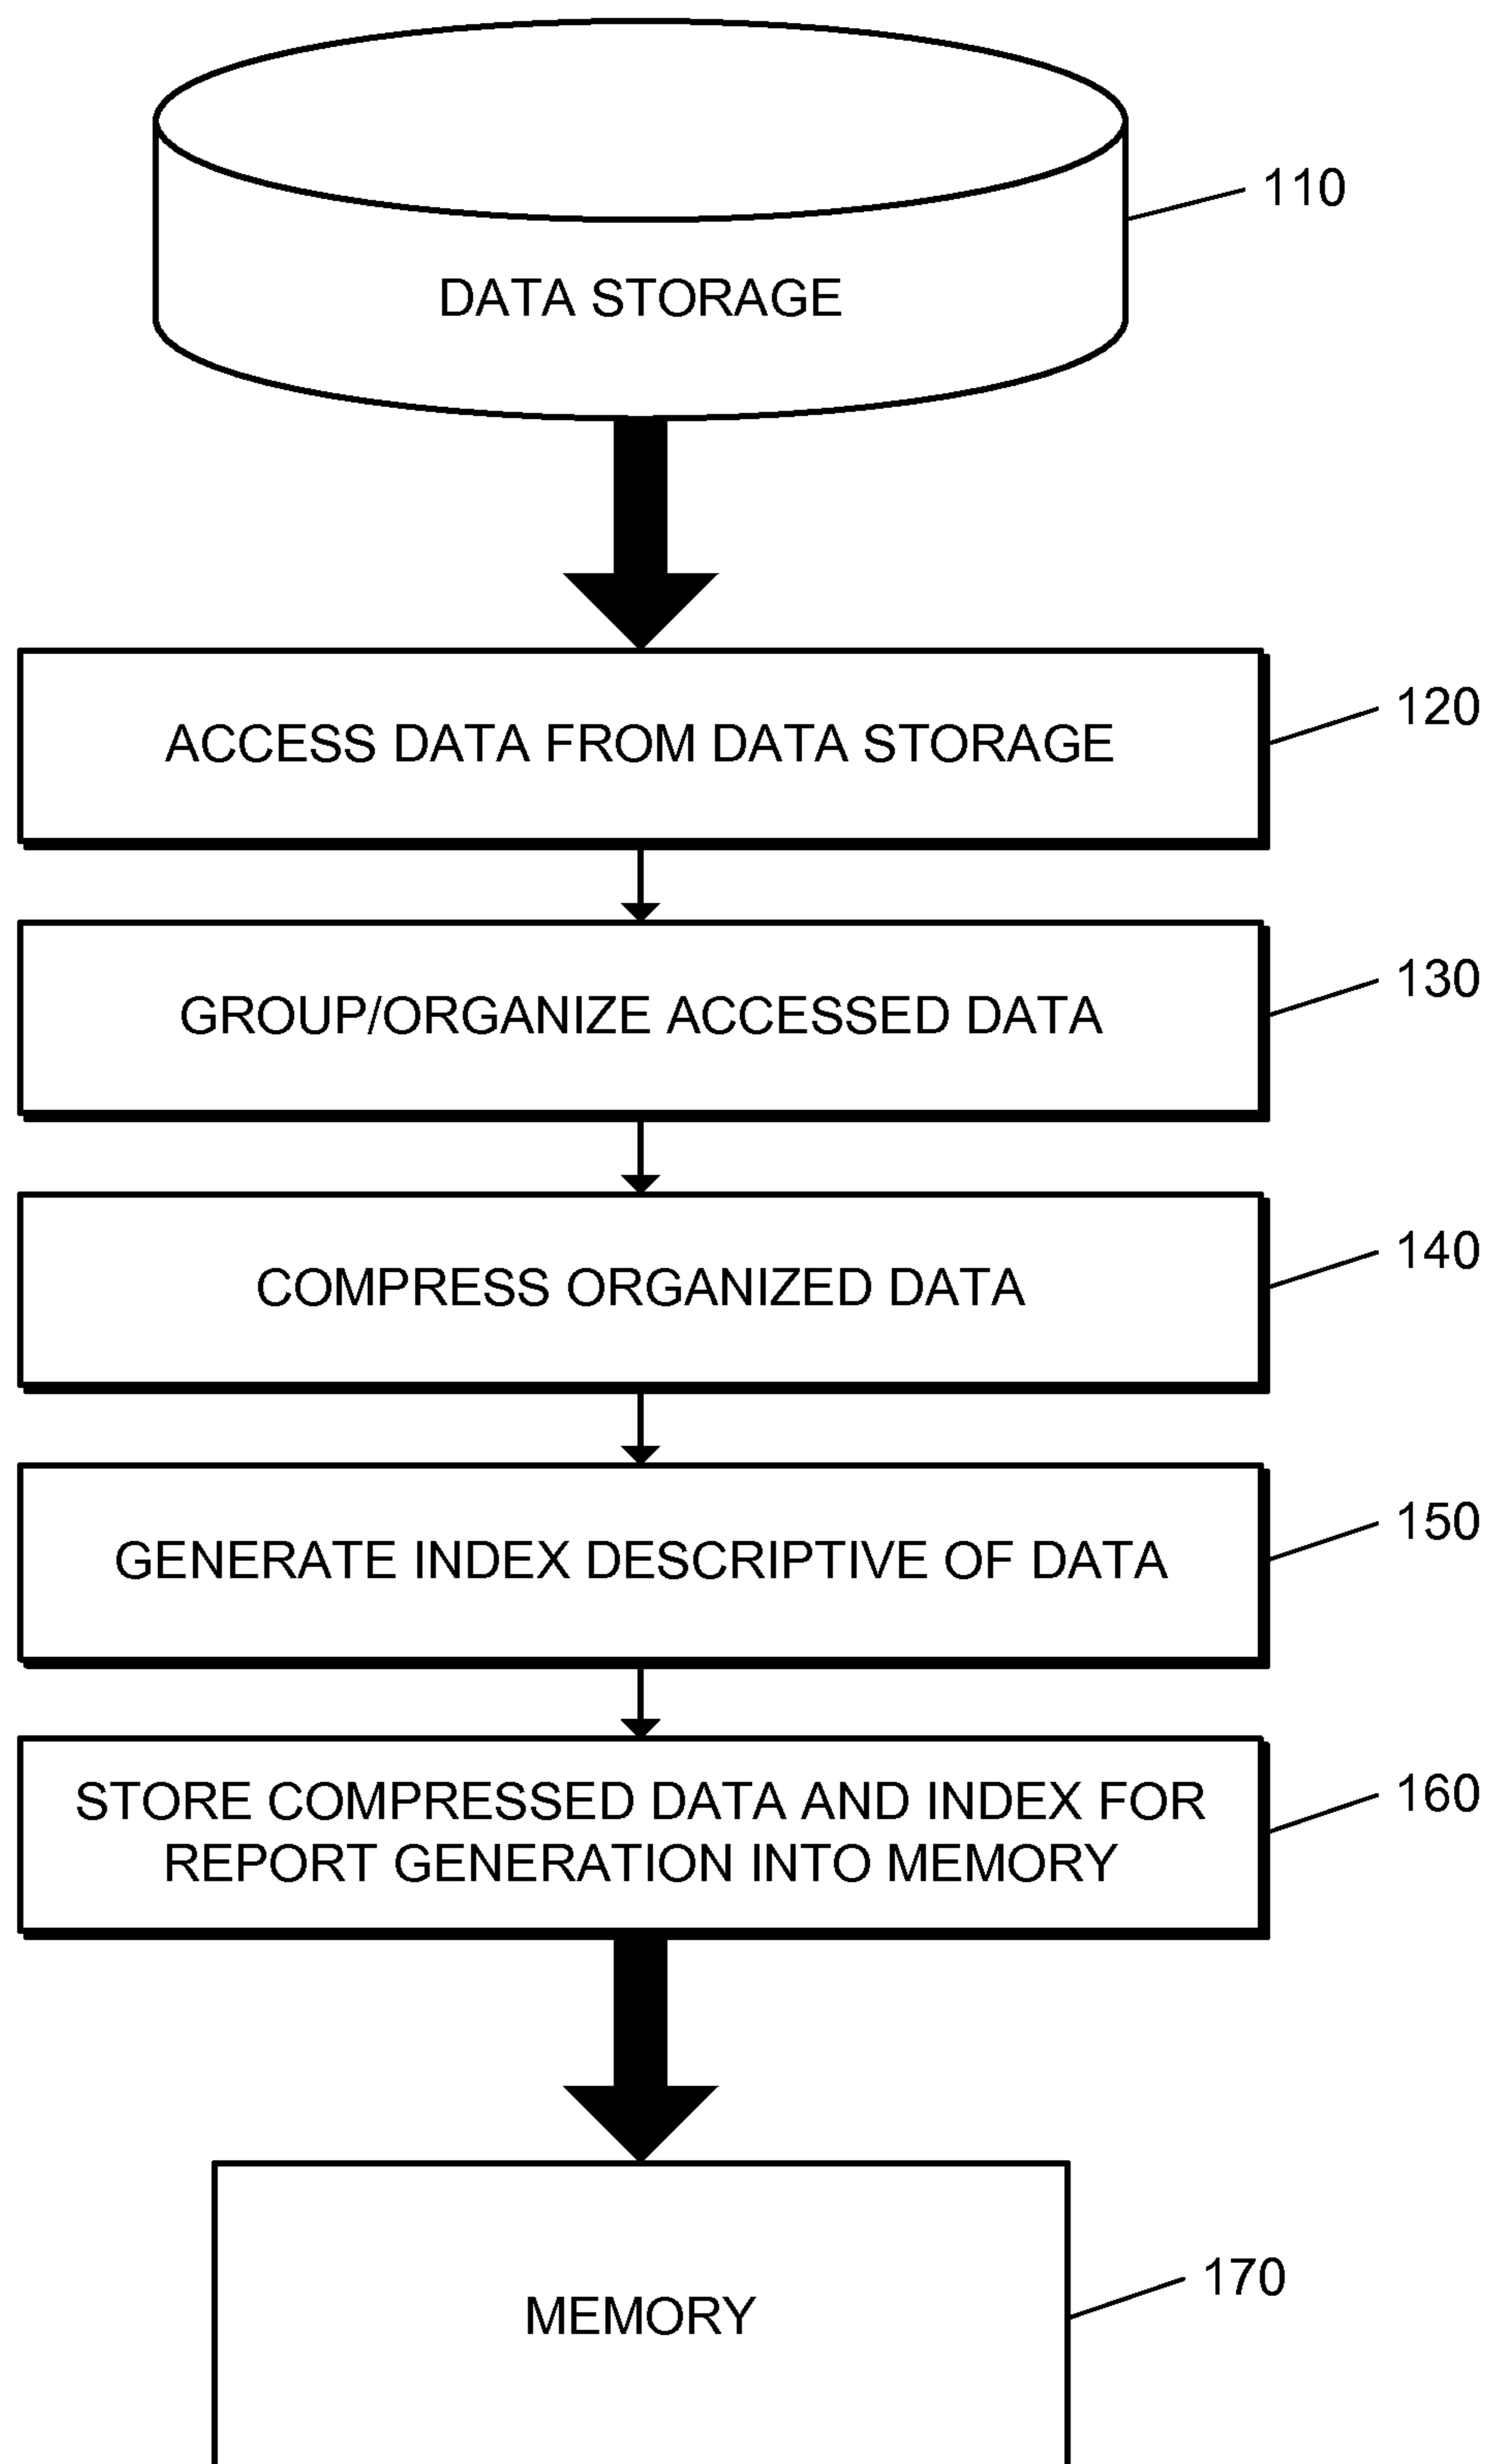 110
DATA STORAGE
120
ACCESS DATA FROM DATA STORAGE
130
GROUP/ORGANIZE ACCESSED DATA
140
COMPRESS ORGANIZED DATA
150
GENERATE INDEX DESCRIPTIVE OF DATA
160
STORE COMPRESSED DATA AND INDEX FOR
REPORT GENERATION INTO MEMORY
170
MEMORY